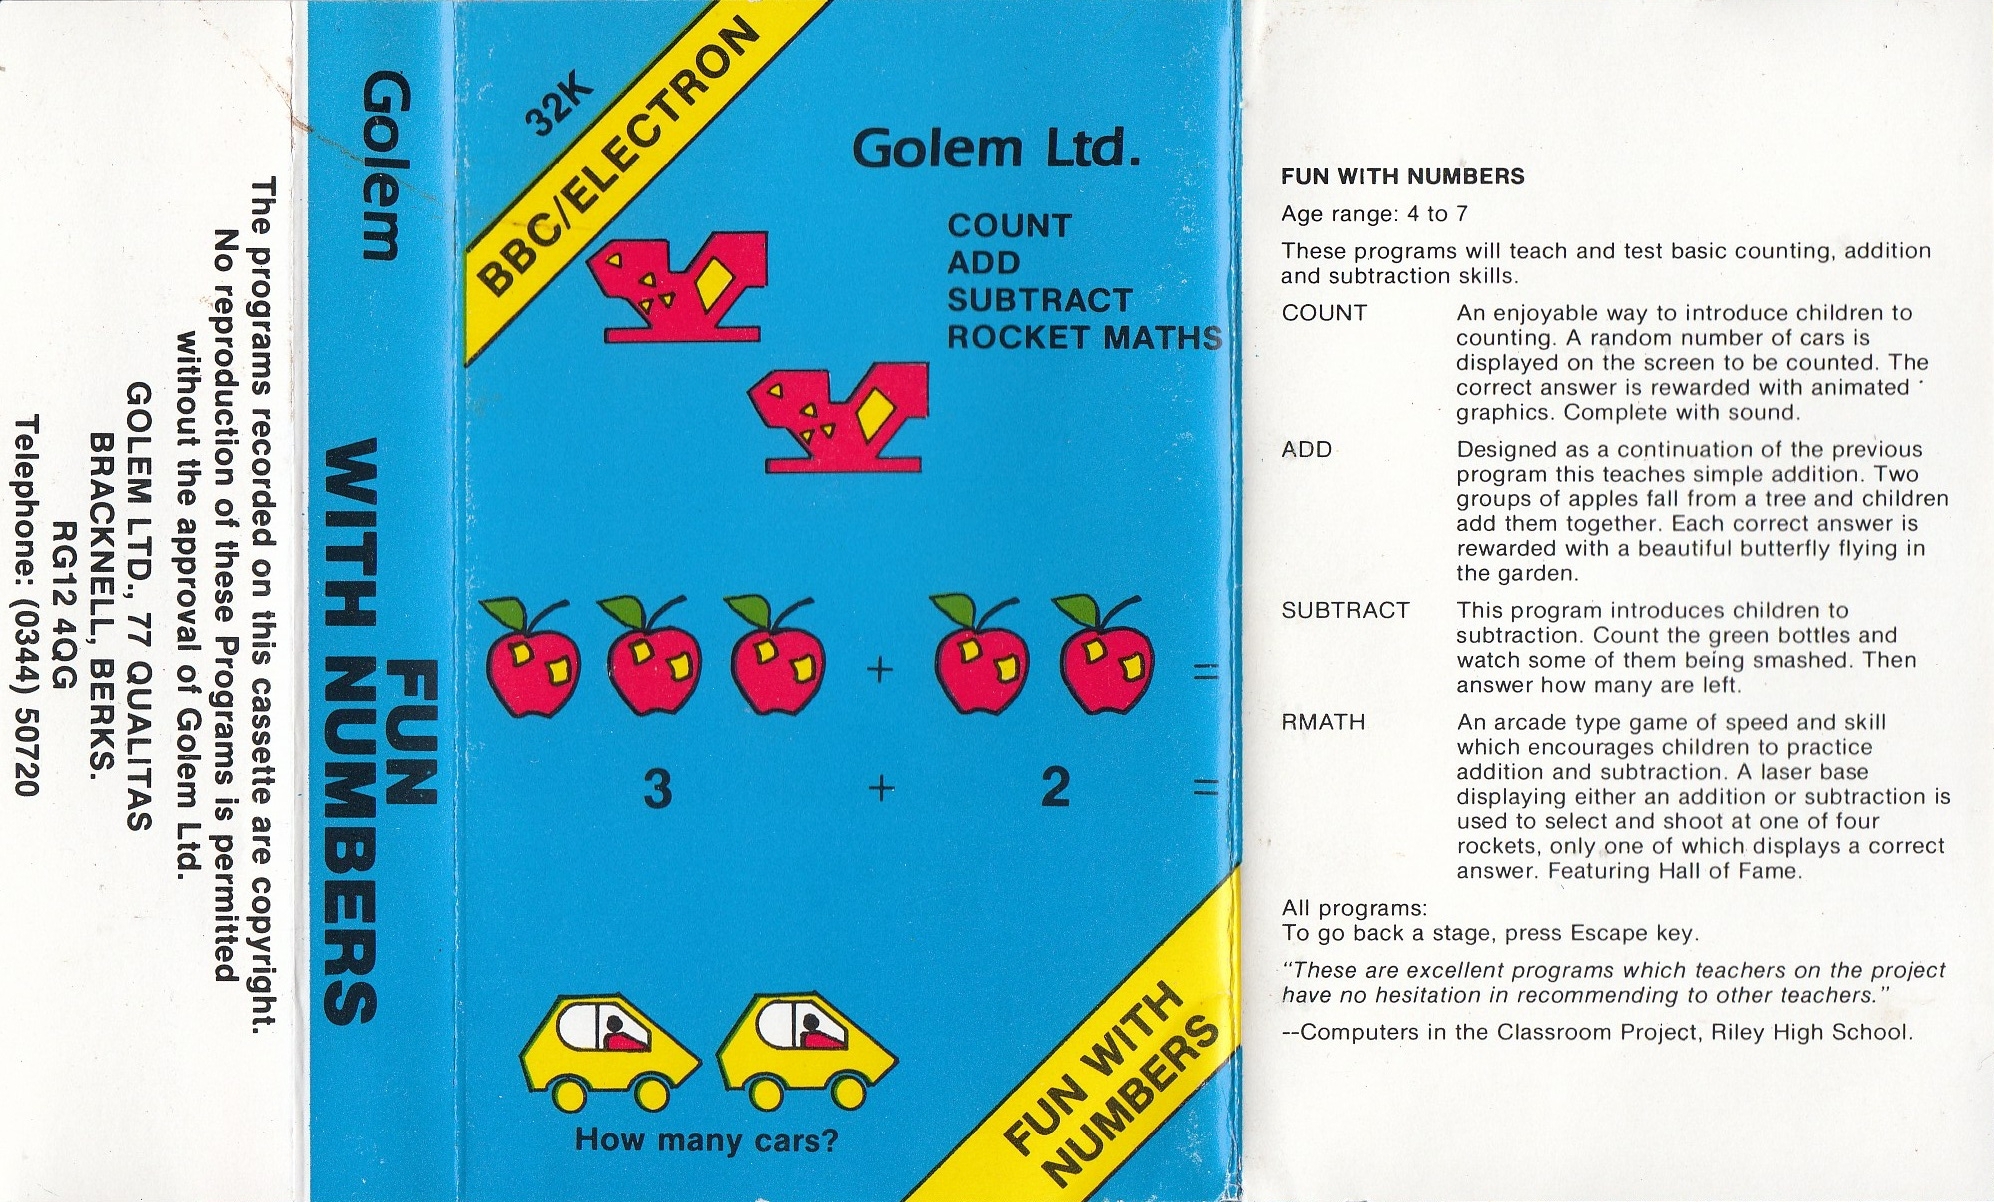 The programs recorded on this cassette are copyright.
No reproduction of these Programs is permitted
without the approval of Golem Ltd.
GOLEM LTD., 77 QUALITAS
BRACKNELL, BERKS.
RG12 4QG
Telephone: (0344) 50720
Golem
FUN
WITH NUMBERS
32K
BBC/ELECTRON
Golem Ltd.
COUNT
ADD
SUBTRACT
ROCKET MATHS
+ =
3 + 2 =
How many cars?
FUN WITH
NUMBERS
FUN WITH NUMBERS
Age range: 4 to 7
These programs will teach and test basic counting, addition
and subtraction skills.
COUNT An enjoyable way to introduce children to
counting. A random number of cars is
displayed on the screen to be counted. The
correct answer is rewarded with animated
graphics. Complete with sound.
ADD Designed as a continuation of the previous
program this teaches simple addition. Two
groups of apples fall from a tree and children
add them together. Each correct answer is
rewarded with a beautiful butterfly flying in
the garden.
SUBTRACT This program introduces children to
subtraction. Count the green bottles and
watch some of them being smashed. Then
answer how many are left.
RMATH An arcade type game of speed and skill
which encourages children to practice
addition and subtraction. A laser base
displaying either an addition or subtraction is
used to select and shoot at one of four
rockets, only one of which displays a correct
answer. Featuring Hall of Fame.
All programs:
To go back a stage, press Escape key.
"These are excellent programs which teachers on the project
have no hesitation in recommending to other teachers."
--Computers in the Classroom Project, Riley High School.